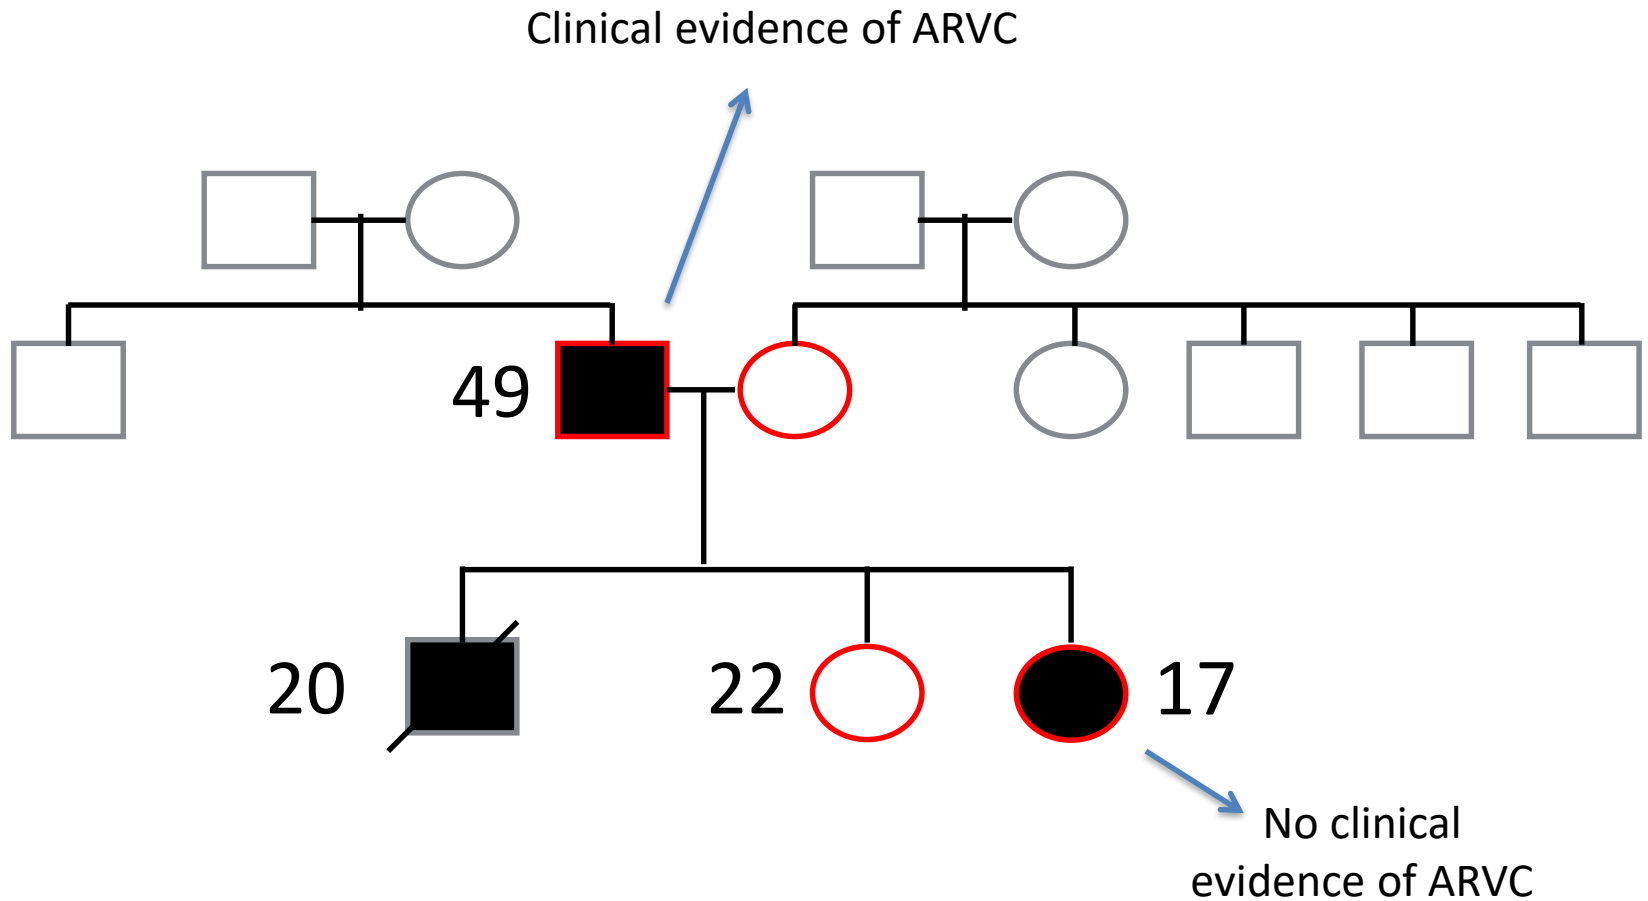 Clinical evidence of ARVC
49
20
22
17
No clinical
evidence of ARVC